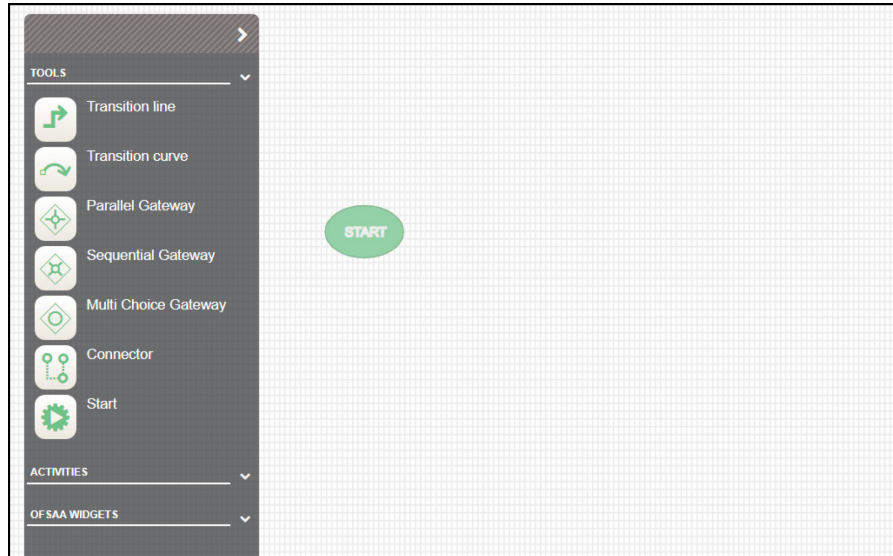 TOOLS
Transition line
Transition curve
Parallel Gateway
Sequential Gateway
Multi Choice Gateway
Connector
Start
ACTIVITIES
OFSAA WIDGETS
START